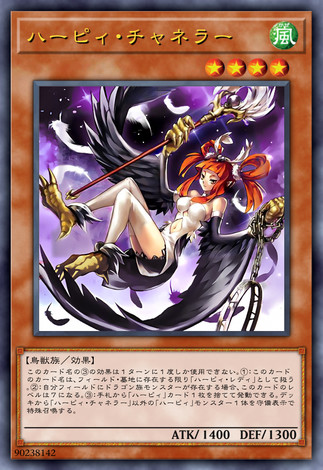 ハーピィ・チャネラー
風
【鳥獣族／効果】
このカード名の③の効果は１ターンに１度しか使用できない。①：このカード
のカード名は、フィールド・墓地に存在する限り「ハーピィ・レディ」として扱
う。②：自分フィールドにドラゴン族モンスターが存在する場合、このカードのレ
ベルは７になる。③：手札から「ハーピィ」カード１枚を捨てて発動できる。デッ
キから「ハーピィ・チャネラー」以外の「ハーピィ」モンスター１体を守備表示で
特殊召喚する。
ATK/ 1400 DEF/ 1300
90238142